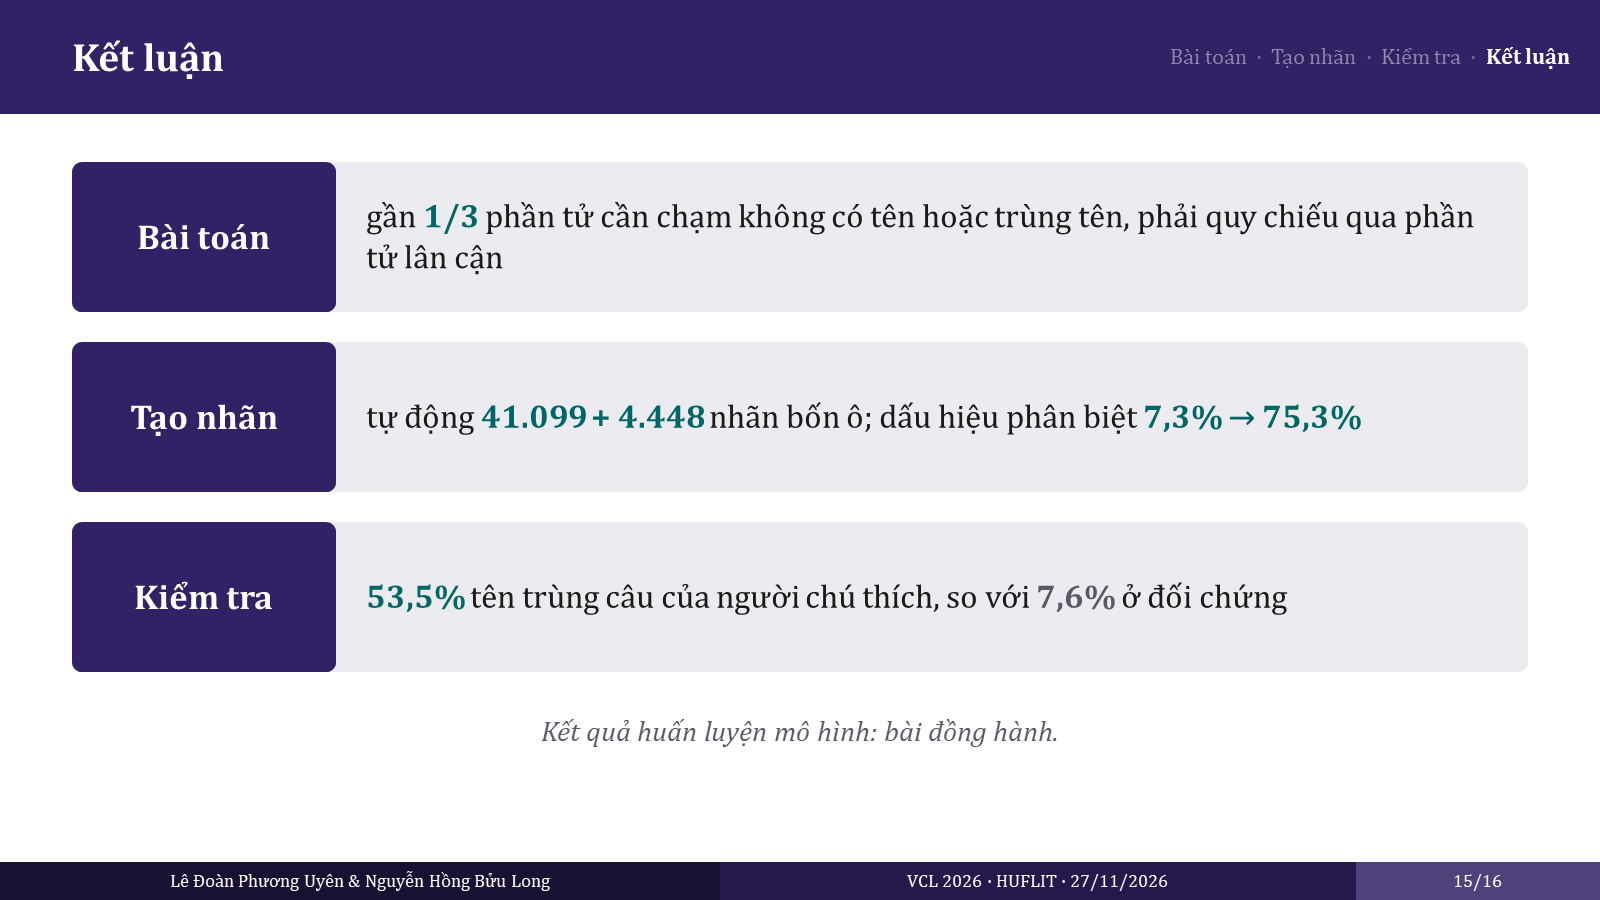 Kết luận
Bài toán · Tạo nhãn · Kiểm tra · Kết luận
Bài toán
gần 1/3 phần tử cần chạm không có tên hoặc trùng tên, phải quy chiếu qua phần
tử lân cận
Tạo nhãn
tự động 41.099 + 4.448 nhãn bốn ô; dấu hiệu phân biệt 7,3% → 75,3%
Kiểm tra
53,5% tên trùng câu của người chú thích, so với 7,6% ở đối chứng
Kết quả huấn luyện mô hình: bài đồng hành.
Lê Đoàn Phương Uyên & Nguyễn Hồng Bửu Long
VCL 2026 · HUFLIT · 27/11/2026
15/16